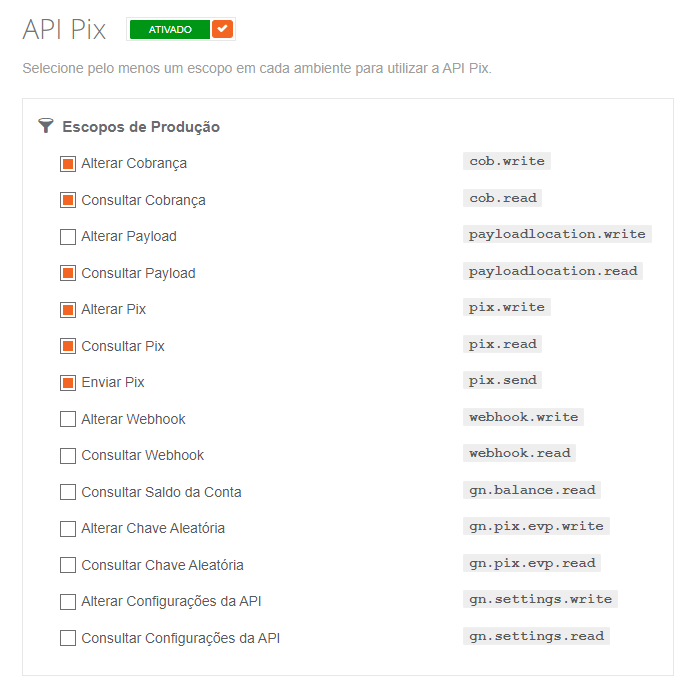 API Pix ATIVADO
Selecione pelo menos um escopo em cada ambiente para utilizar a API Pix.
Escopos de Produção
Alterar Cobrança cob.write
Consultar Cobrança cob.read
Alterar Payload payloadlocation.write
Consultar Payload payloadlocation.read
Alterar Pix pix.write
Consultar Pix pix.read
Enviar Pix pix.send
Alterar Webhook webhook.write
Consultar Webhook webhook.read
Consultar Saldo da Conta gn.balance.read
Alterar Chave Aleatória gn.pix.evp.write
Consultar Chave Aleatória gn.pix.evp.read
Alterar Configurações da API gn.settings.write
Consultar Configurações da API gn.settings.read